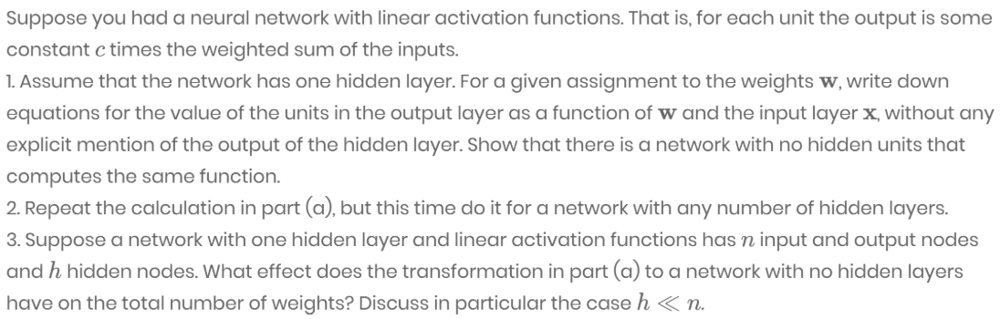 Suppose you had a neural network with linear activation functions. That is, for each unit the output is some
constant c times the weighted sum of the inputs.
1. Assume that the network has one hidden layer. For a given assignment to the weights w, write down
equations for the value of the units in the output layer as a function of w and the input layer x, without any
explicit mention of the output of the hidden layer. Show that there is a network with no hidden units that
computes the same function.
2. Repeat the calculation in part (a), but this time do it for a network with any number of hidden layers.
3. Suppose a network with one hidden layer and linear activation functions has n input and output nodes
and h hidden nodes. What effect does the transformation in part (a) to a network with no hidden layers
have on the total number of weights? Discuss in particular the case h ≪ n.